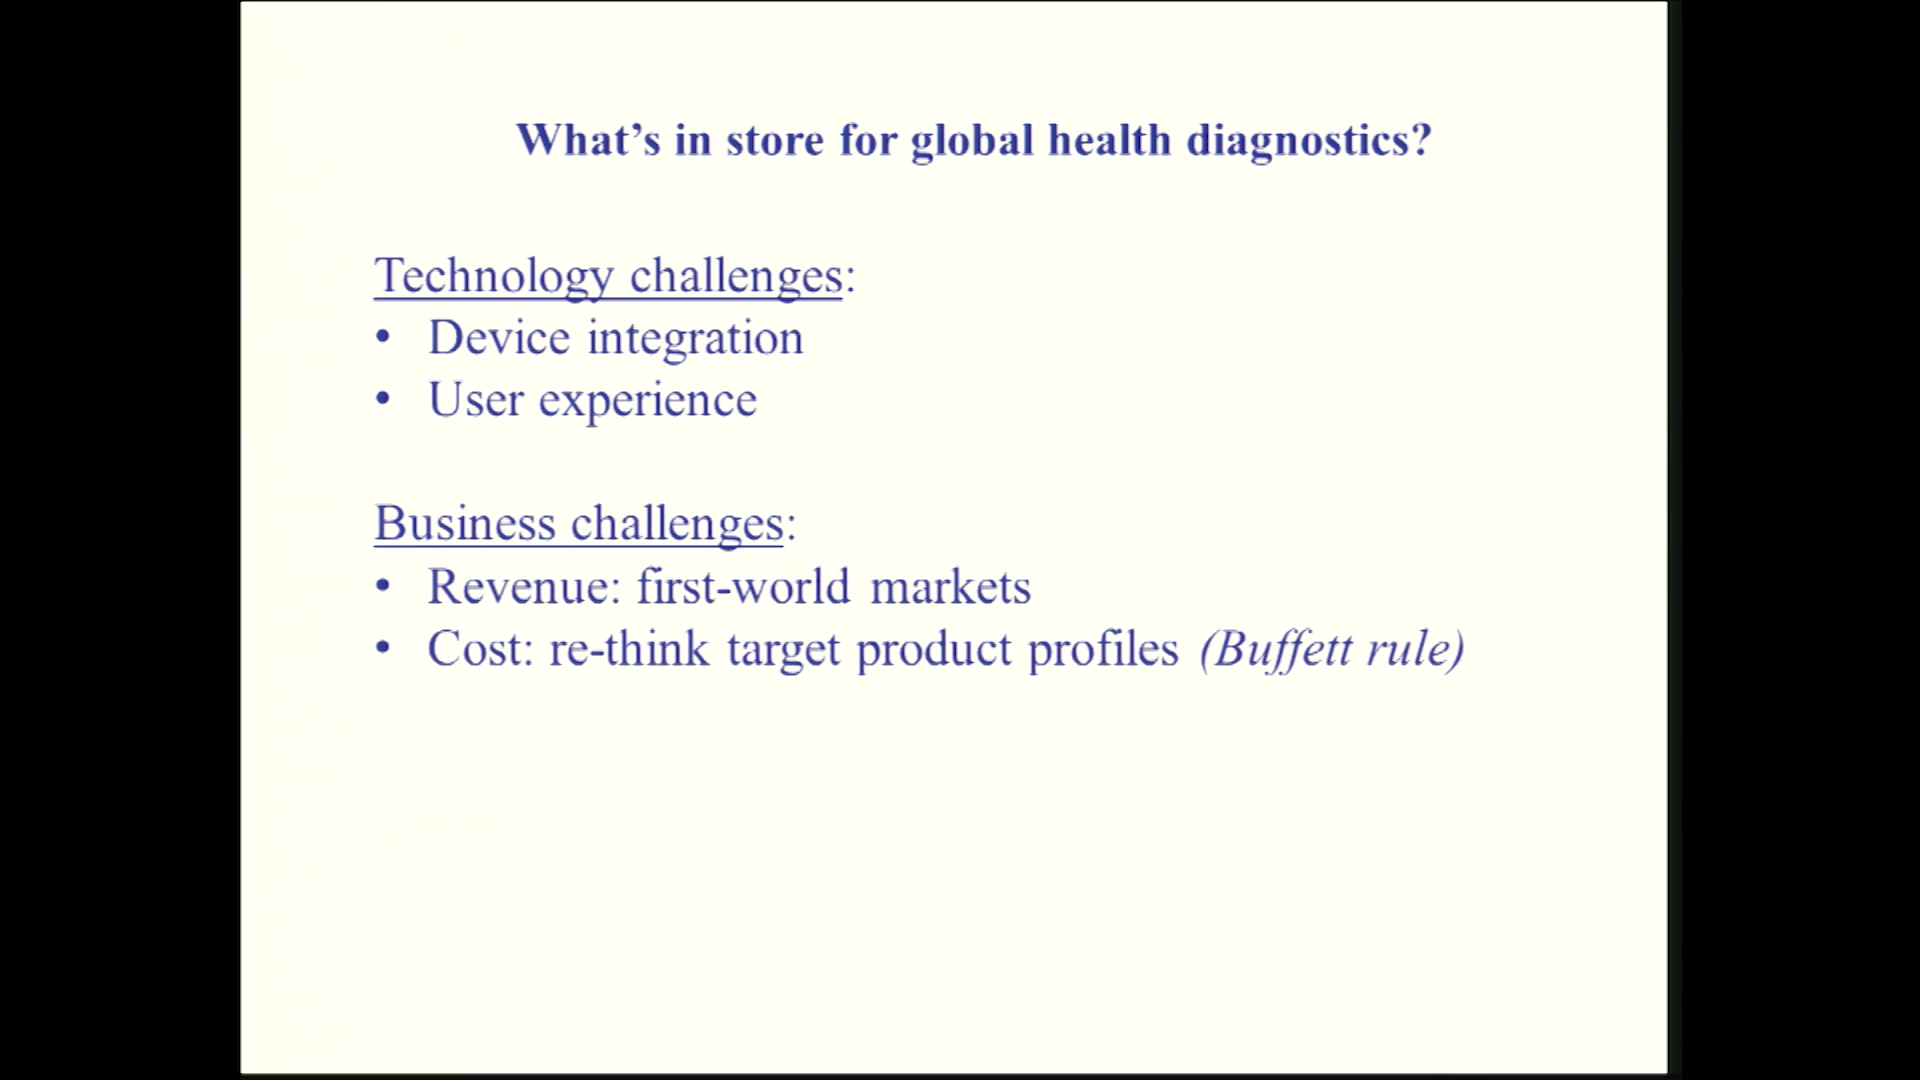 What’s in store for global health diagnostics?
Technology challenges:
• Device integration
• User experience
Business challenges:
• Revenue: first-world markets
• Cost: re-think target product profiles (Buffett rule)